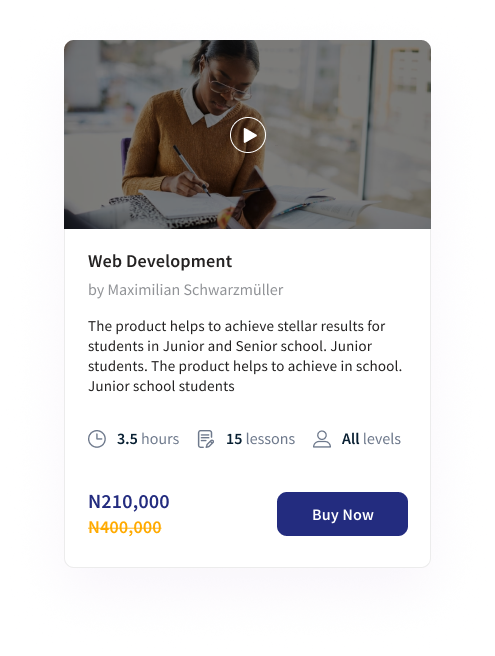 Web Development
by Maximilian Schwarzmüller
The product helps to achieve stellar results for
students in Junior and Senior school. Junior
students. The product helps to achieve in school.
Junior school students
3.5 hours 15 lessons All levels
N210,000
N400,000
Buy Now